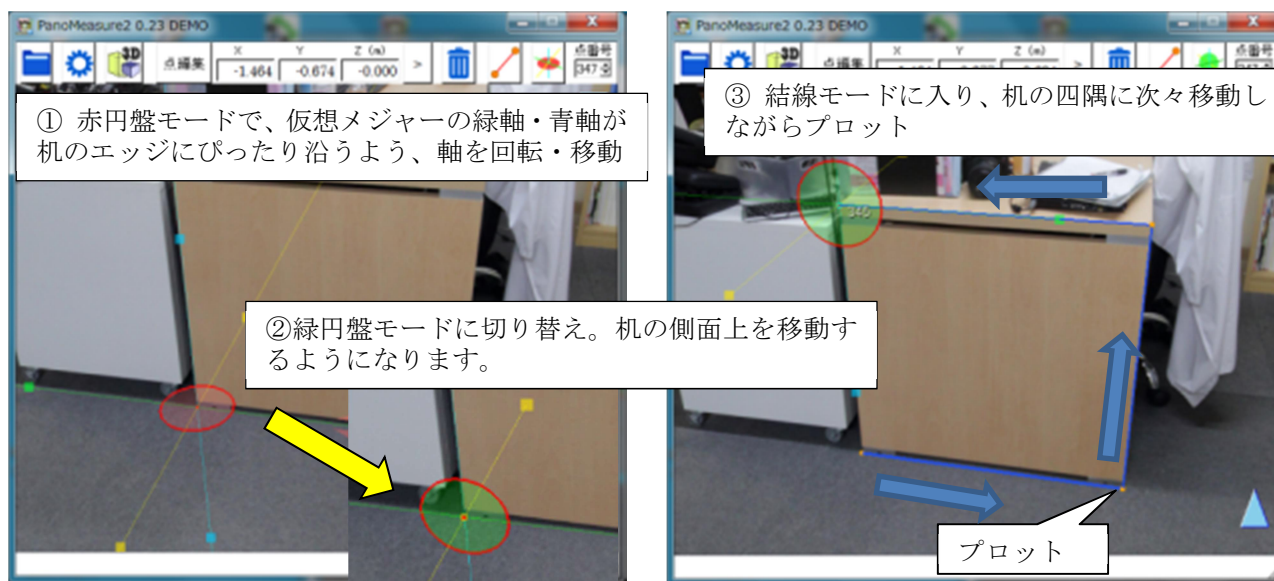 PanoMeasure2 0.23 DEMO
3D
点編集
X Y Z (m)
-1.464 -0.674 -0.000 >
点番号
347
① 赤円盤モードで、仮想メジャーの緑軸・青軸が
机のエッジにぴったり沿うよう、軸を回転・移動
②緑円盤モードに切り替え。机の側面上を移動す
るようになります。
PanoMeasure2 0.23 DEMO
3D
X Y Z (m)
点番号
③ 結線モードに入り、机の四隅に次々移動し
ながらプロット
346
プロット